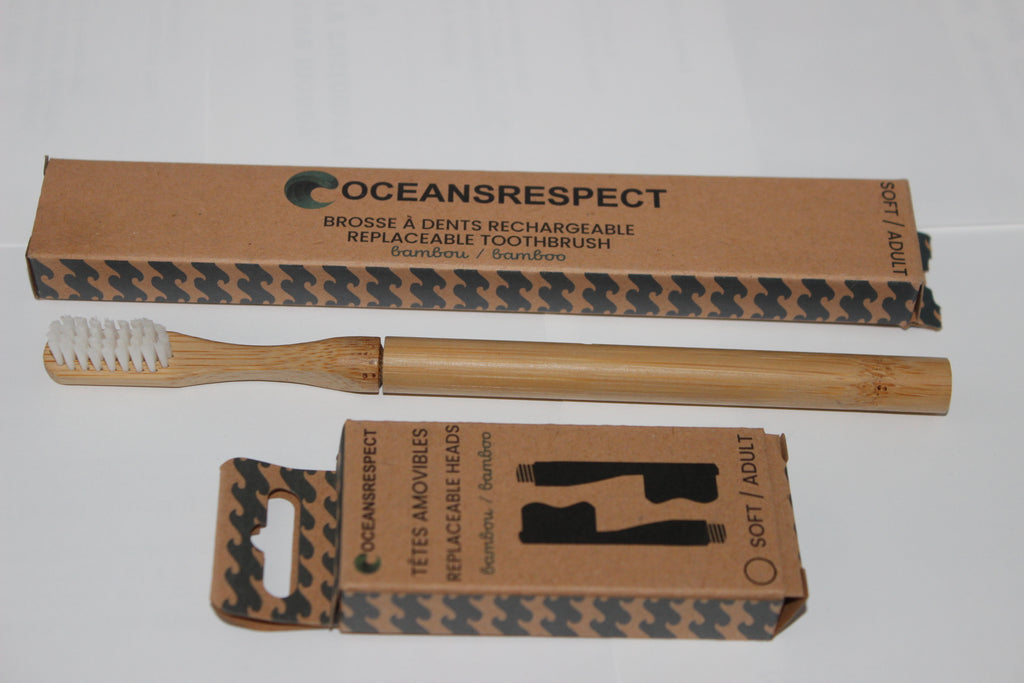 OCEANSRESPECT
BROSSE À DENTS RECHARGEABLE
REPLACEABLE TOOTHBRUSH
bambou / bamboo
SOFT / ADULT
OCEANSRESPECT
TÊTES AMOVIBLES
REPLACEABLE HEADS
bambou / bamboo
SOFT / ADULT